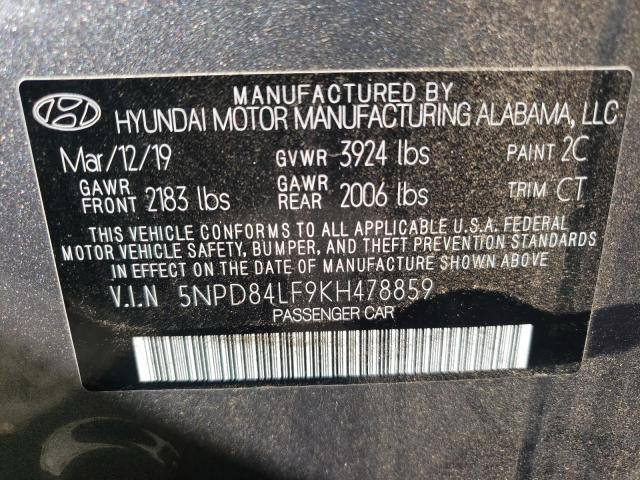 MANUFACTURED BY
HYUNDAI MOTOR MANUFACTURING ALABAMA, LLC
Mar/12/19 GVWR 3924 lbs PAINT 2C
GAWR FRONT 2183 lbs GAWR REAR 2006 lbs TRIM CT
THIS VEHICLE CONFORMS TO ALL APPLICABLE U.S.A. FEDERAL
MOTOR VEHICLE SAFETY, BUMPER, AND THEFT PREVENTION STANDARDS
IN EFFECT ON THE DATE OF MANUFACTURE SHOWN ABOVE
V.I.N 5NPD84LF9KH478859
PASSENGER CAR